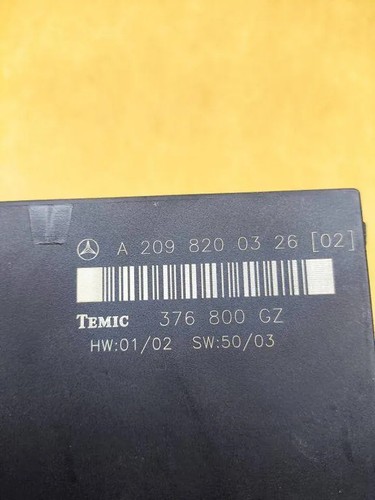 A 209 820 03 26 [02]
TEMIC 376 800 GZ
HW:01/02 SW:50/03